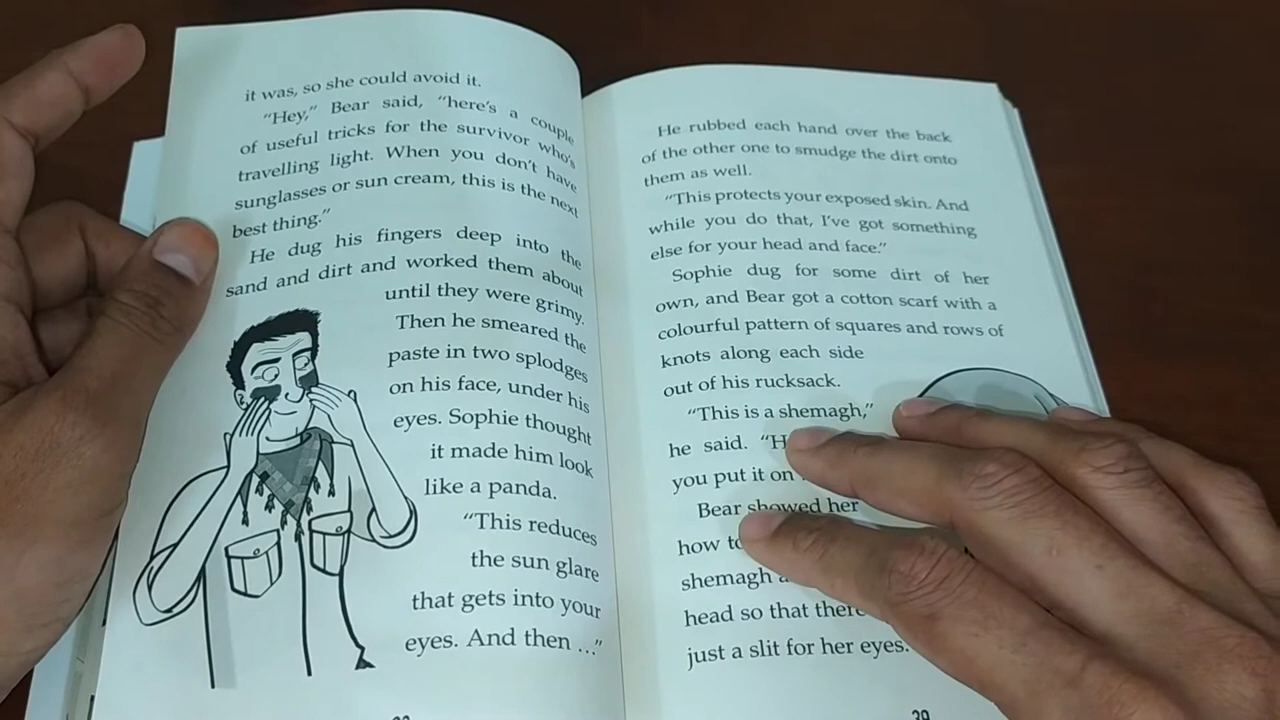 it was, so she could avoid it.
“Hey,” Bear said, “here’s a couple
of useful tricks for the survivor who’s
travelling light. When you don’t have
sunglasses or sun cream, this is the next
best thing.”
He dug his fingers deep into the
sand and dirt and worked them about
until they were grimy.
Then he smeared the
paste in two splodges
on his face, under his
eyes. Sophie thought
it made him look
like a panda.
“This reduces
the sun glare
that gets into your
eyes. And then ...”
He rubbed each hand over the back
of the other one to smudge the dirt onto
them as well.
“This protects your exposed skin. And
while you do that, I’ve got something
else for your head and face.”
Sophie dug for some dirt of her
own, and Bear got a cotton scarf with a
colourful pattern of squares and rows of
knots along each side
out of his rucksack.
“This is a shemagh,”
he said.
you put it on
Bear showed her
how
shemagh
head so that there
just a slit for her eyes.
39